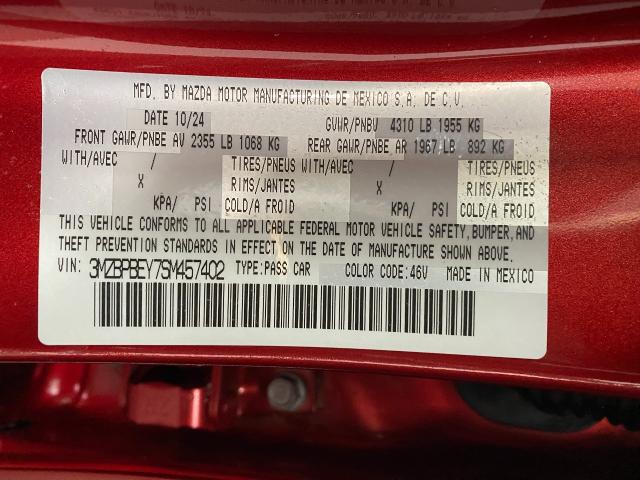 MFD. BY MAZDA MOTOR MANUFACTURING DE MEXICO S.A. DE C.V.
DATE 10/24 GVWR/PNBV 4310 LB 1955 KG
FRONT GAWR/PNBE AV 2355 LB 1068 KG REAR GAWR/PNBE AR 1967 LB 892 KG
WITH/AVEC / TIRES/PNEUS WITH/AVEC / TIRES/PNEUS
X RIMS/JANTES X RIMS/JANTES
KPA/ PSI COLD/A FROID KPA/ PSI COLD/A FROID
THIS VEHICLE CONFORMS TO ALL APPLICABLE FEDERAL MOTOR VEHICLE SAFETY, BUMPER, AND
THEFT PREVENTION STANDARDS IN EFFECT ON THE DATE OF MANUFACTURE SHOWN ABOVE.
VIN: 3MZBPBEY7SM457402 TYPE:PASS CAR COLOR CODE:46V MADE IN MEXICO